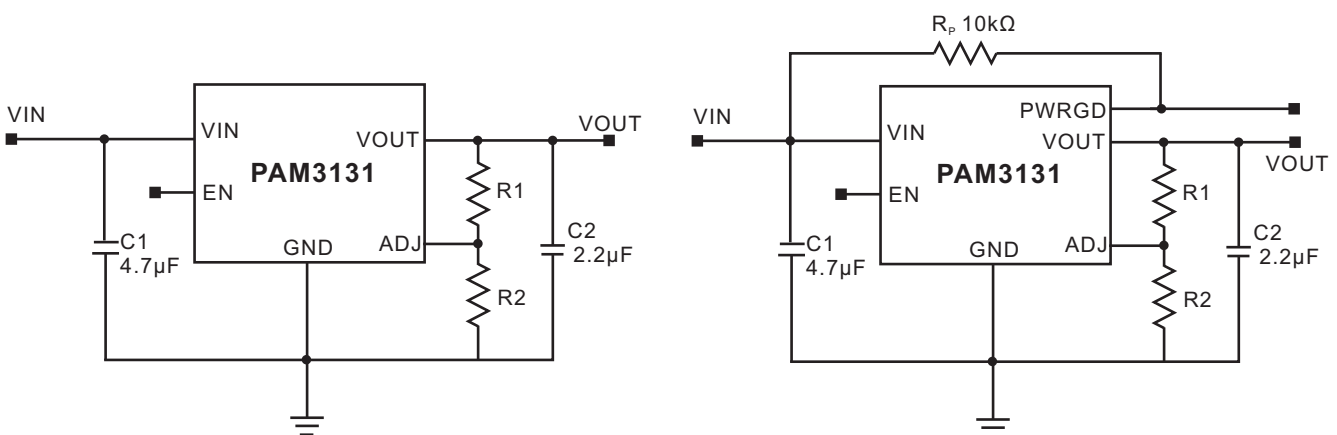 VIN
VIN
VOUT
VOUT
PAM3131
EN
R1
C1
4.7µF
GND
ADJ
C2
2.2µF
R2
Rₚ 10kΩ
PWRGD
VIN
VIN
VOUT
VOUT
PAM3131
EN
R1
C1
4.7µF
GND
ADJ
C2
2.2µF
R2